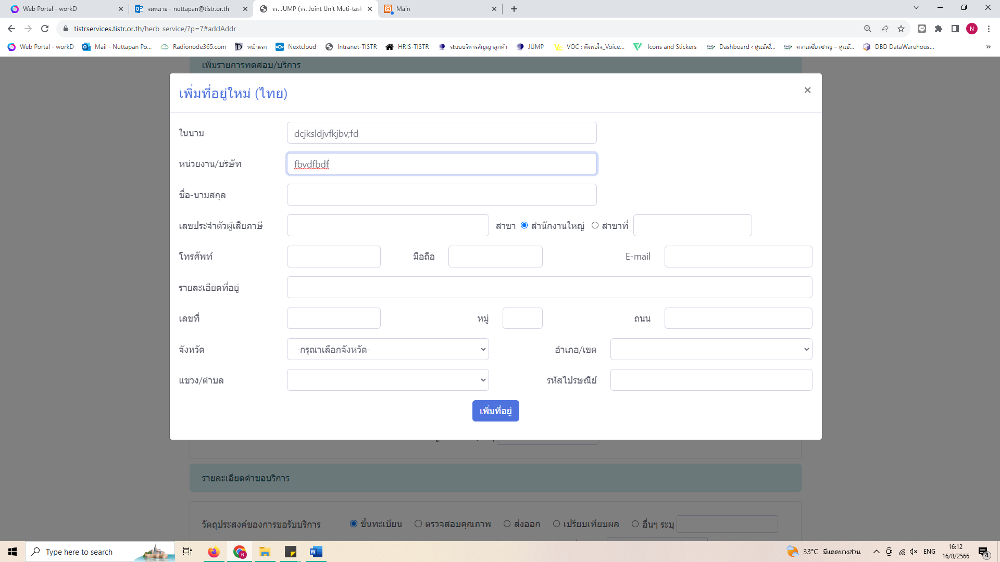 Web Portal - workD
จดหมาย - nuttapan@tistr.or.th
วว. JUMP (วว. Joint Unit Muti-task
Main
tistrservices.tistr.or.th/herb_service/?p=7#addAddr
N
Web Portal - workD
Mail - Nuttapan Po...
Radionode365.com
หน้าแรก
Nextcloud
Intranet-TISTR
HRIS-TISTR
ระบบบริหารสัญญาลูกค้า
JUMP
VOC : พึงพอใจ_Voice...
Icons and Stickers
Dashboard ‹ ศูนย์เชี่...
ความเชี่ยวชาญ – ศูนย์...
DBD DataWarehous...
เพิ่มรายการทดสอบ/บริการ
เพิ่มที่อยู่ใหม่ (ไทย)
ในนาม dcjksldjvfkjbv;fd
หน่วยงาน/บริษัท fbvdfbdf
ชื่อ-นามสกุล
เลขประจำตัวผู้เสียภาษี สาขา สำนักงานใหญ่ สาขาที่
โทรศัพท์ มือถือ E-mail
รายละเอียดที่อยู่
เลขที่ หมู่ ถนน
จังหวัด -กรุณาเลือกจังหวัด- อำเภอ/เขต
แขวง/ตำบล รหัสไปรษณีย์
เพิ่มที่อยู่
รายละเอียดคำขอบริการ
วัตถุประสงค์ของการขอรับบริการ ขึ้นทะเบียน ตรวจสอบคุณภาพ ส่งออก เปรียบเทียบผล อื่นๆ ระบุ
Type here to search
33°C มีแดดบางส่วน
ENG
16:12
16/8/2566
4